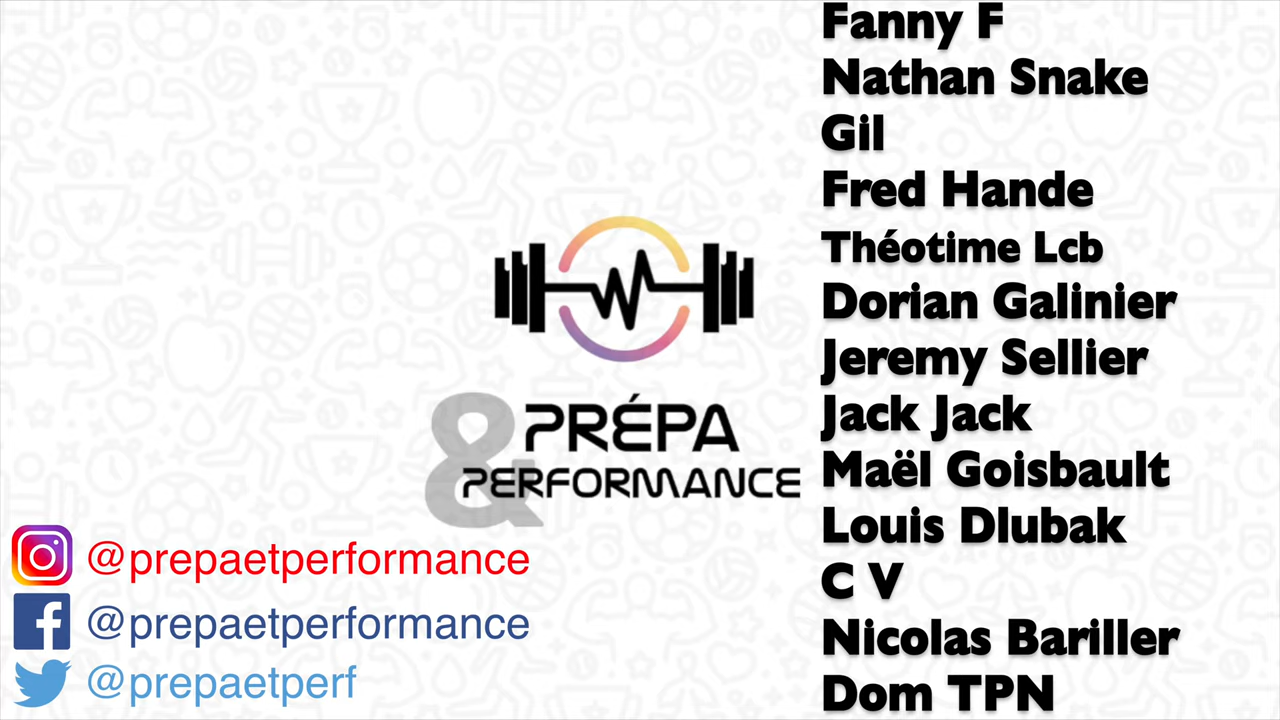 Fanny F
Nathan Snake
Gil
Fred Hande
Théotime Lcb
Dorian Galinier
Jeremy Sellier
Jack Jack
Maël Goisbault
Louis Dlubak
C V
Nicolas Bariller
Dom TPN
& PRÉPA
PERFORMANCE
@prepaetperformance
@prepaetperformance
@prepaetperf